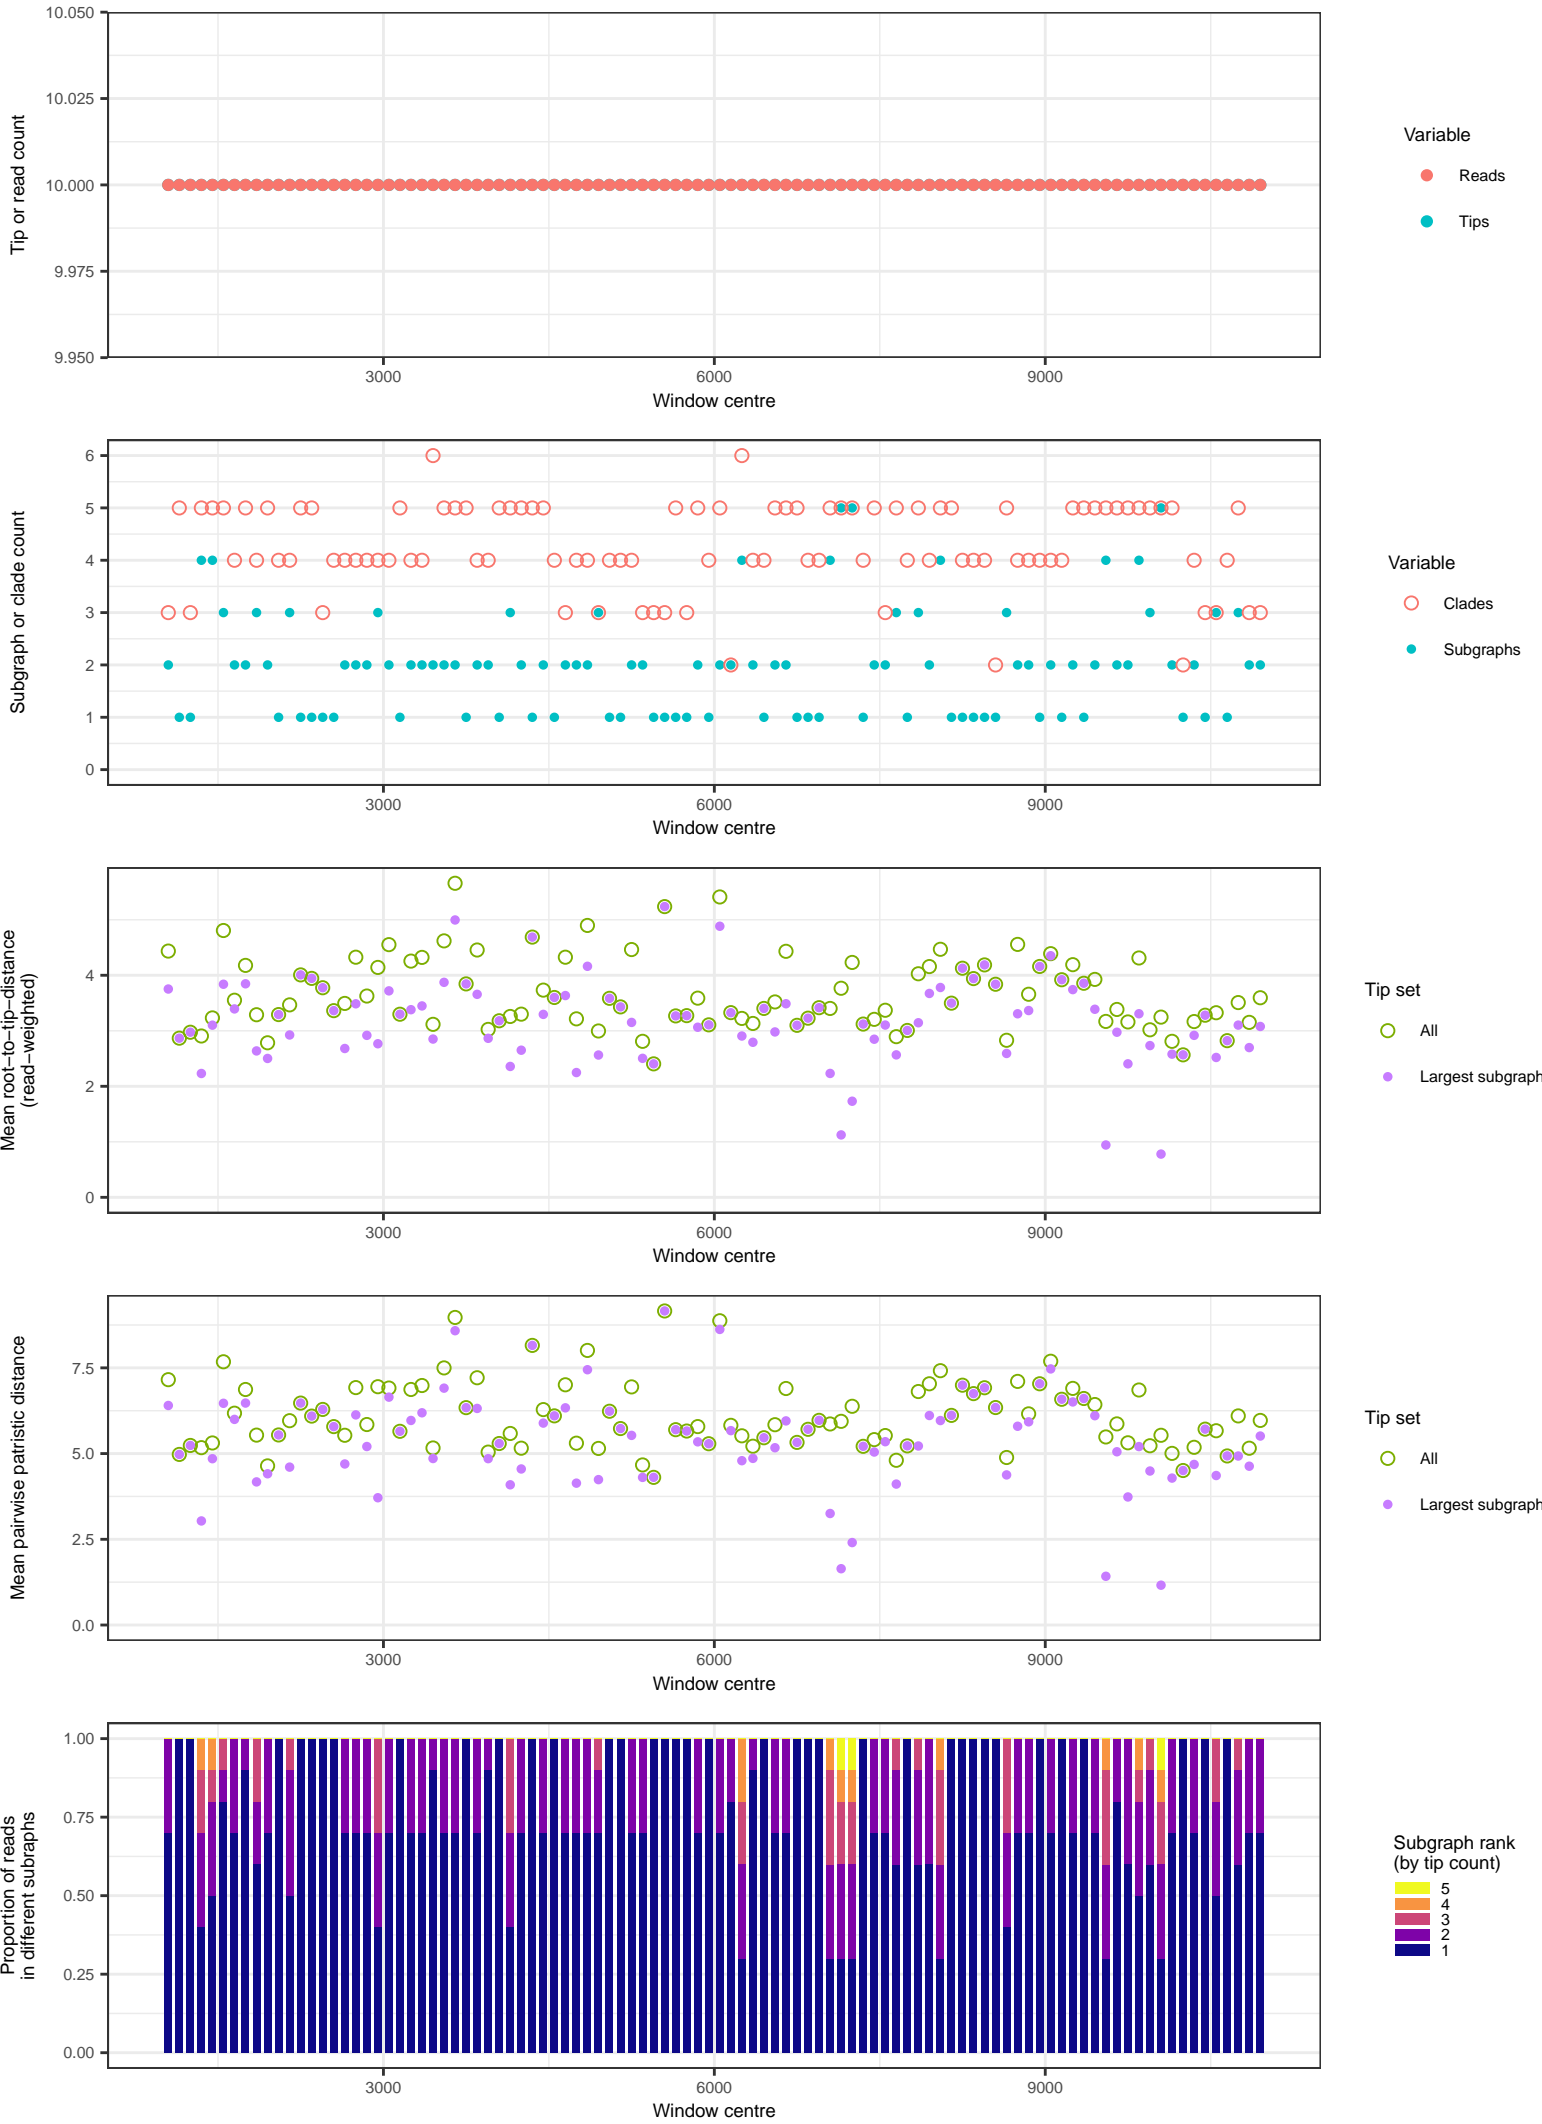 10.050
10.025
10.000
9.975
9.950
Tip or read count
3000
6000
9000
Window centre
Variable
Reads
Tips
6
5
4
3
2
1
0
Subgraph or clade count
3000
6000
9000
Window centre
Variable
Clades
Subgraphs
4
2
0
Mean root−to−tip−distance
(read−weighted)
3000
6000
9000
Window centre
Tip set
All
Largest subgraph
7.5
5.0
2.5
0.0
Mean pairwise patristic distance
3000
6000
9000
Window centre
Tip set
All
Largest subgraph
1.00
0.75
0.50
0.25
0.00
Proportion of reads
in different subraphs
3000
6000
9000
Window centre
Subgraph rank
(by tip count)
5
4
3
2
1